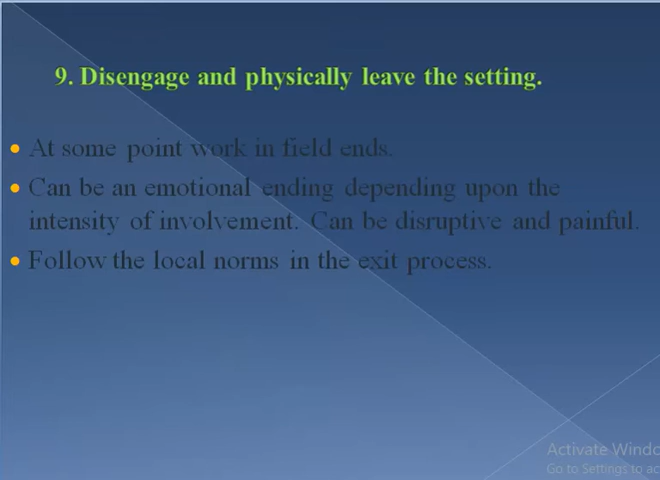 9. Disengage and physically leave the setting.
At some point work in field ends.
Can be an emotional ending depending upon the
intensity of involvement. Can be disruptive and painful.
Follow the local norms in the exit process.
Activate Windo
Go to Settings to ac